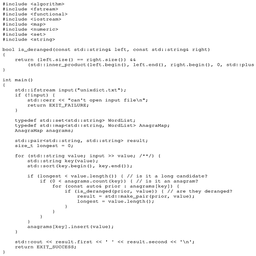 #include <algorithm>
#include <fstream>
#include <functional>
#include <iostream>
#include <map>
#include <numeric>
#include <set>
#include <string>
bool is_deranged(const std::string& left, const std::string& right)
{
return (left.size() == right.size()) &&
(std::inner_product(left.begin(), left.end(), right.begin(), 0, std::plus
}
int main()
{
std::ifstream input("unixdict.txt");
if (!input) {
std::cerr << "can't open input file\n";
return EXIT_FAILURE;
}
typedef std::set<std::string> WordList;
typedef std::map<std::string, WordList> AnagraMap;
AnagraMap anagrams;
std::pair<std::string, std::string> result;
size_t longest = 0;
for (std::string value; input >> value; /**/) {
std::string key(value);
std::sort(key.begin(), key.end());
if (longest < value.length()) { // is it a long candidate?
if (0 < anagrams.count(key)) { // is it an anagram?
for (const auto& prior : anagrams[key]) {
if (is_deranged(prior, value)) { // are they deranged?
result = std::make_pair(prior, value);
longest = value.length();
}
}
}
}
anagrams[key].insert(value);
}
std::cout << result.first << ' ' << result.second << '\n';
return EXIT_SUCCESS;
}